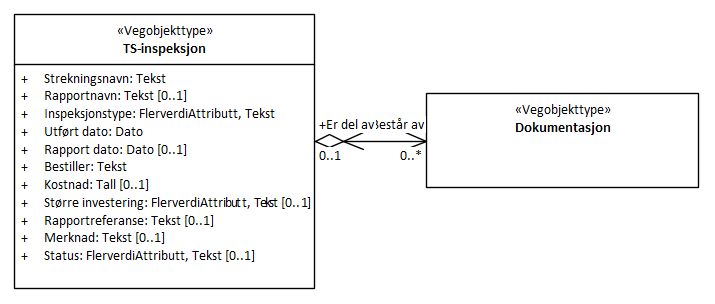 «Vegobjekttype»
TS-inspeksjon
+ Strekningsnavn: Tekst
+ Rapportnavn: Tekst [0..1]
+ Inspeksjonstype: FlerverdiAttributt, Tekst
+ Utført dato: Dato
+ Rapport dato: Dato [0..1]
+ Bestiller: Tekst
+ Kostnad: Tall [0..1]
+ Større investering: FlerverdiAttributt, Tekst [0..1]
+ Rapportreferanse: Tekst [0..1]
+ Merknad: Tekst [0..1]
+ Status: FlerverdiAttributt, Tekst [0..1]
+Er del av
estår av
0..1
0..*
«Vegobjekttype»
Dokumentasjon